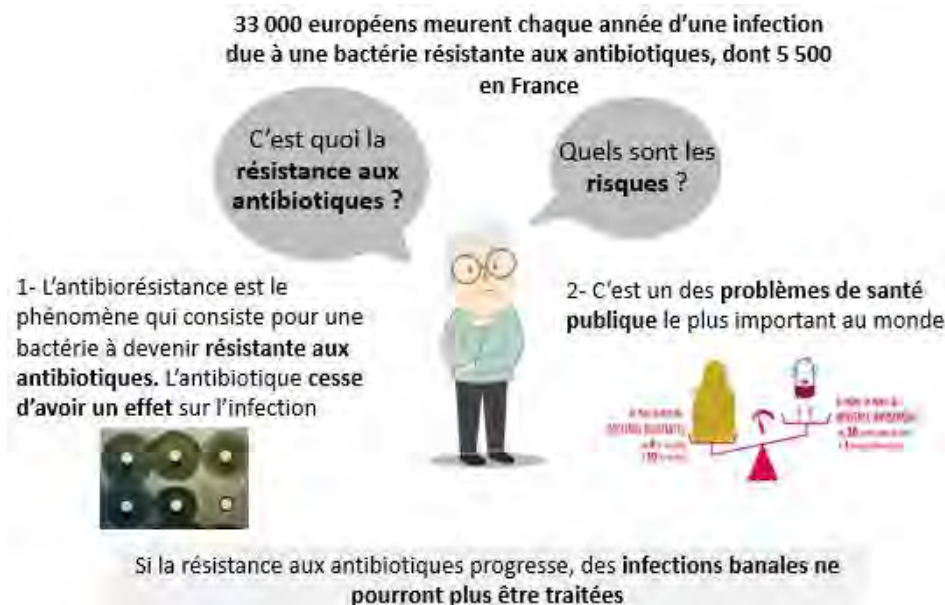 33 000 européens meurent chaque année d’une infection
due à une bactérie résistante aux antibiotiques, dont 5 500
en France
C’est quoi la
résistance aux
antibiotiques ?
Quels sont les
risques ?
1- L’antibiorésistance est le
phénomène qui consiste pour une
bactérie à devenir résistante aux
antibiotiques. L’antibiotique cesse
d’avoir un effet sur l’infection
2- C’est un des problèmes de santé
publique le plus important au monde
Si la résistance aux antibiotiques progresse, des infections banales ne
pourront plus être traitées